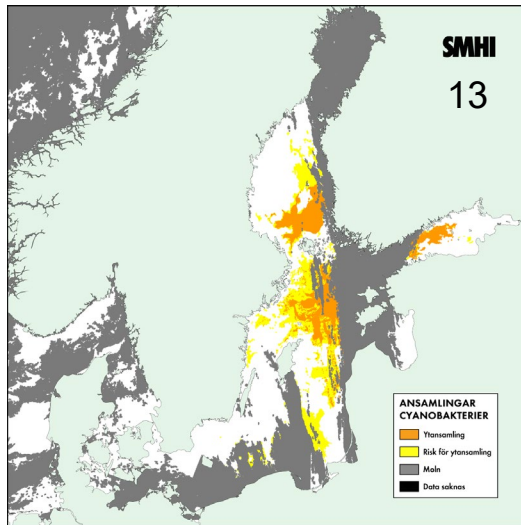 SMHI
13
ANSAMLINGAR
CYANOBAKTERIER
Ytansamling
Risk för ytansamling
Moln
Data saknas